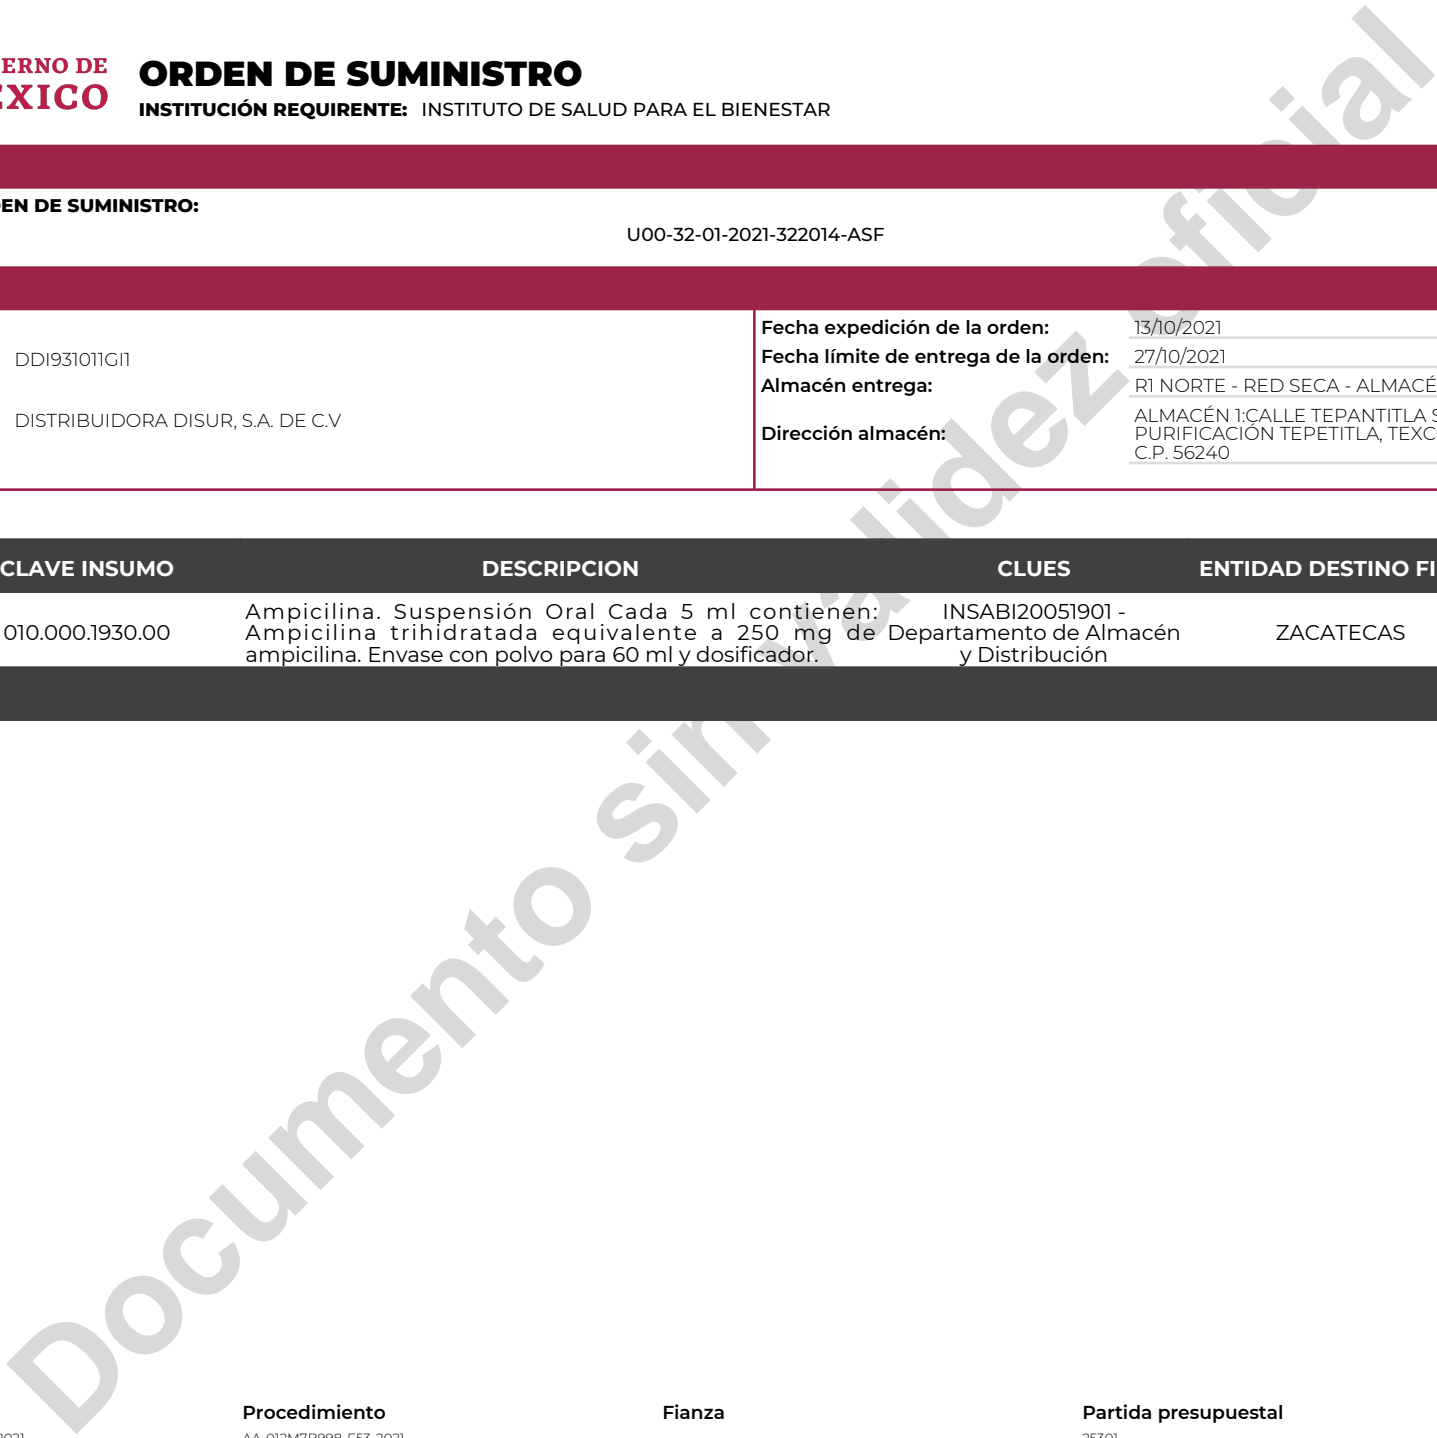 ERNO DE
EXICO
ORDEN DE SUMINISTRO
INSTITUCIÓN REQUIRENTE: INSTITUTO DE SALUD PARA EL BIENESTAR
EN DE SUMINISTRO:
U00-32-01-2021-322014-ASF
DDI931011GI1
DISTRIBUIDORA DISUR, S.A. DE C.V
Fecha expedición de la orden: 13/10/2021
Fecha límite de entrega de la orden: 27/10/2021
Almacén entrega: R1 NORTE - RED SECA - ALMACÉ
Dirección almacén: ALMACÉN 1:CALLE TEPANTITLA S
PURIFICACIÓN TEPETITLA, TEXC
C.P. 56240
CLAVE INSUMO DESCRIPCION CLUES ENTIDAD DESTINO FI
010.000.1930.00
Ampicilina. Suspensión Oral Cada 5 ml contienen:
Ampicilina trihidratada equivalente a 250 mg de
ampicilina. Envase con polvo para 60 ml y dosificador.
INSABI20051901 -
Departamento de Almacén
y Distribución
ZACATECAS
Documento sin validez oficial
Procedimiento Fianza Partida presupuestal